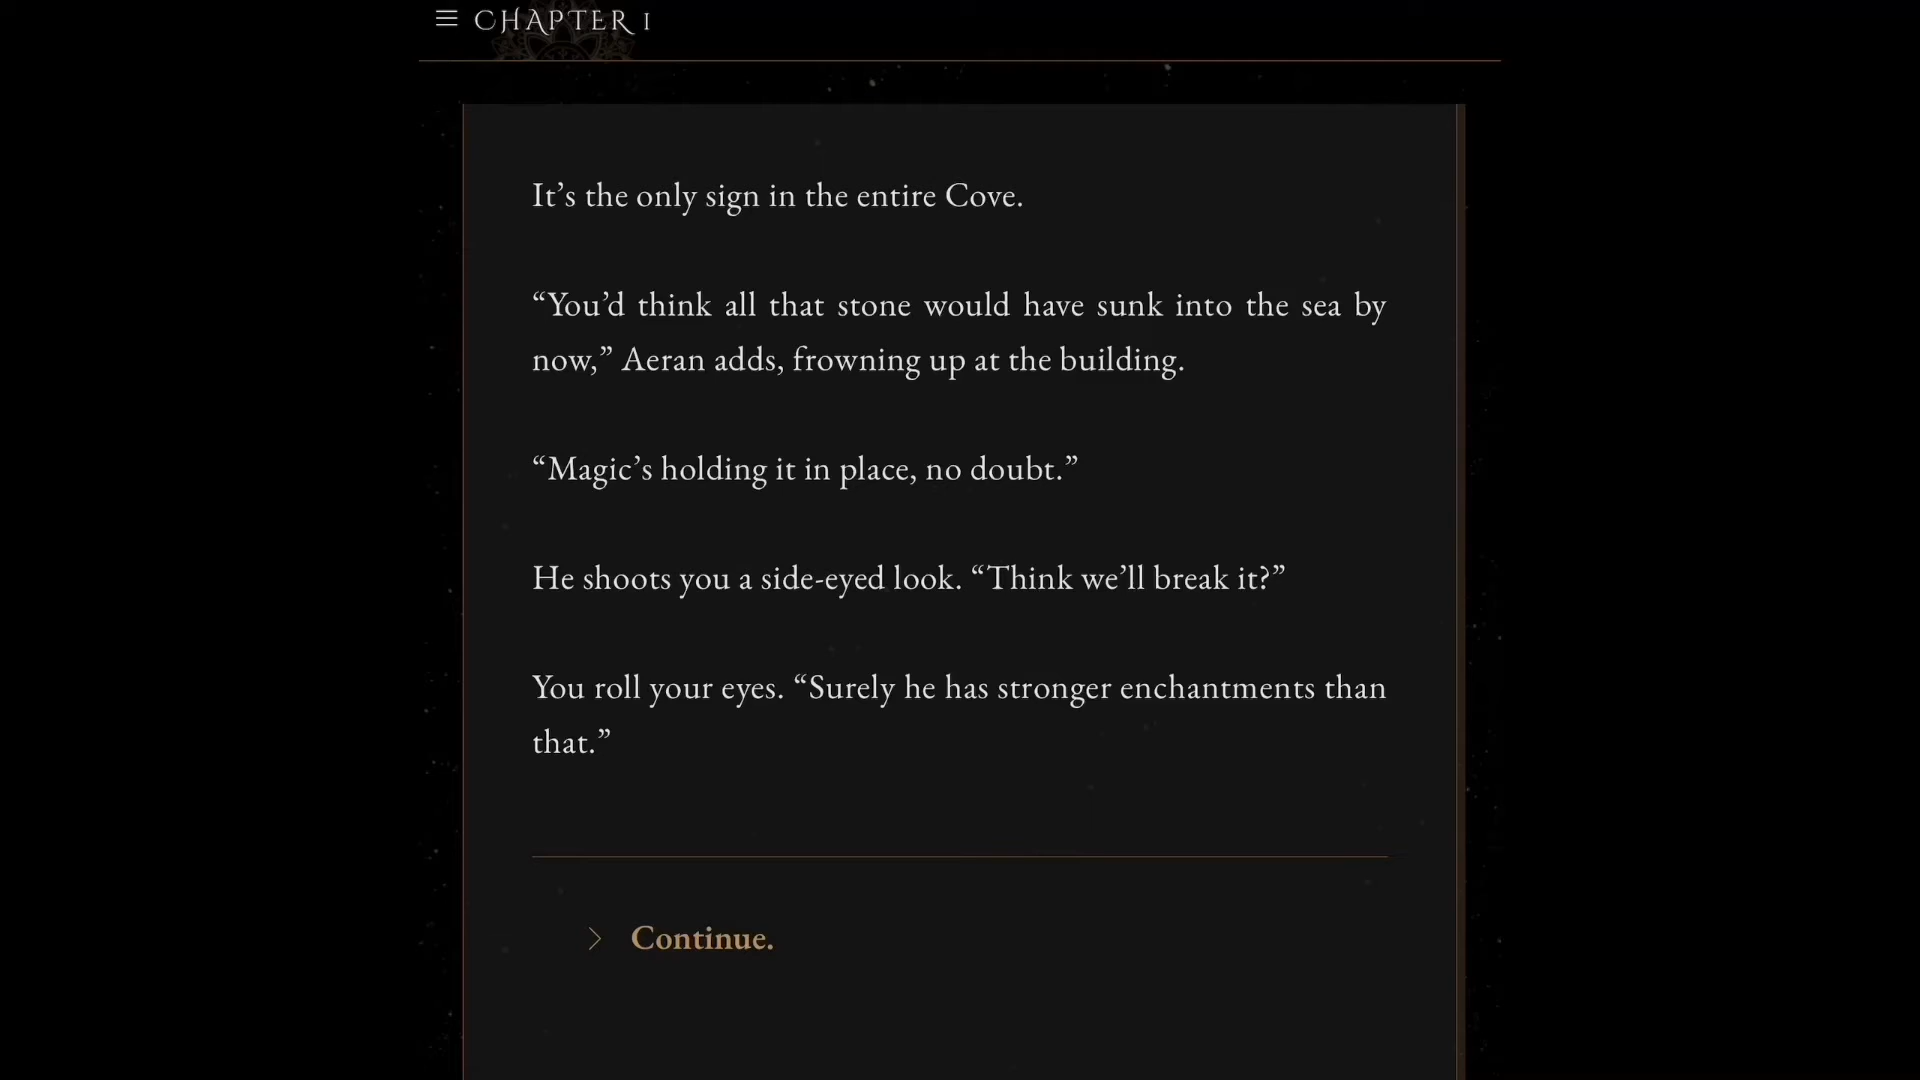 CHAPTER 1
It’s the only sign in the entire Cove.
“You’d think all that stone would have sunk into the sea by
now,” Aeran adds, frowning up at the building.
“Magic’s holding it in place, no doubt.”
He shoots you a side-eyed look. “Think we’ll break it?”
You roll your eyes. “Surely he has stronger enchantments than
that.”
Continue.